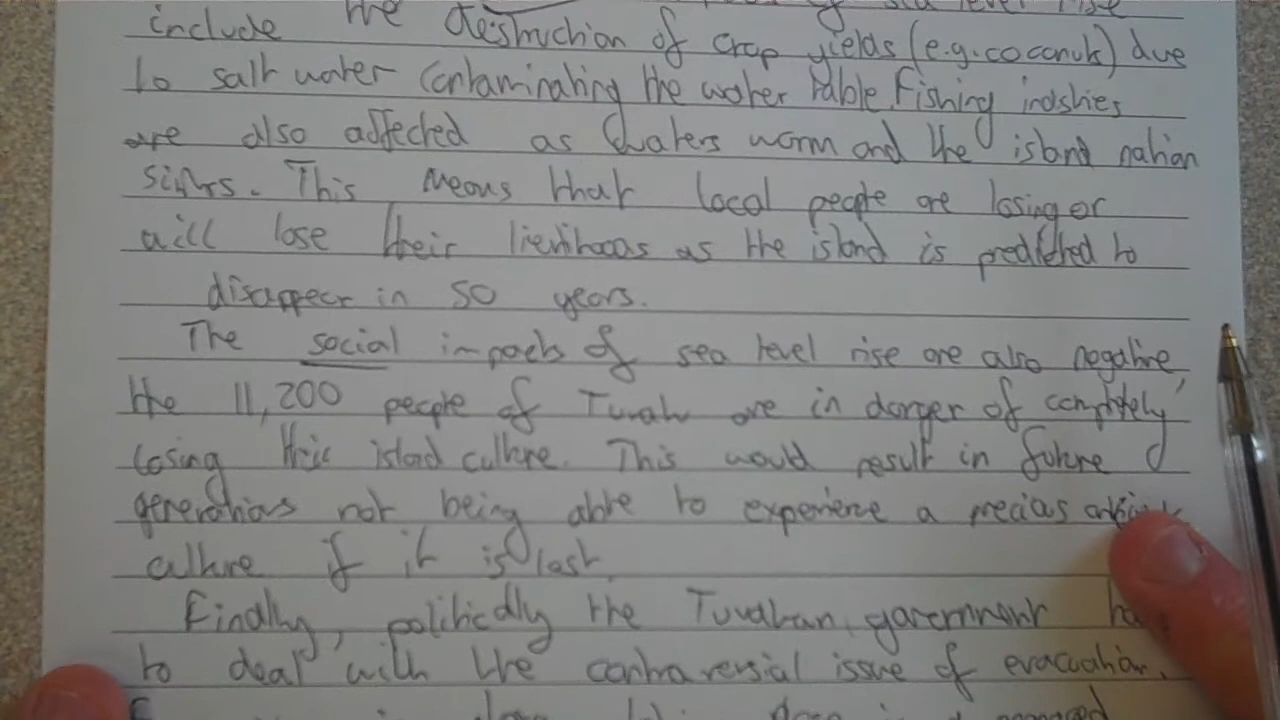 of sea level rise
include the destruction of crop yields (e.g. coconuts) due
to salt water contaminating the water table. Fishing industries
are also affected as waters warm and the island nation
sinks. This means that local people are losing or
will lose their livelihoods as the island is predicted to
disappear in 50 years.
The social impacts of sea level rise are also negative,
the 11,200 people of Tuvalu are in danger of completely
losing their island culture. This would result in future
generations not being able to experience a precious
culture if it is lost.
Finally, politically the Tuvaluan government
to deal with the contraversial issue of evacuation.